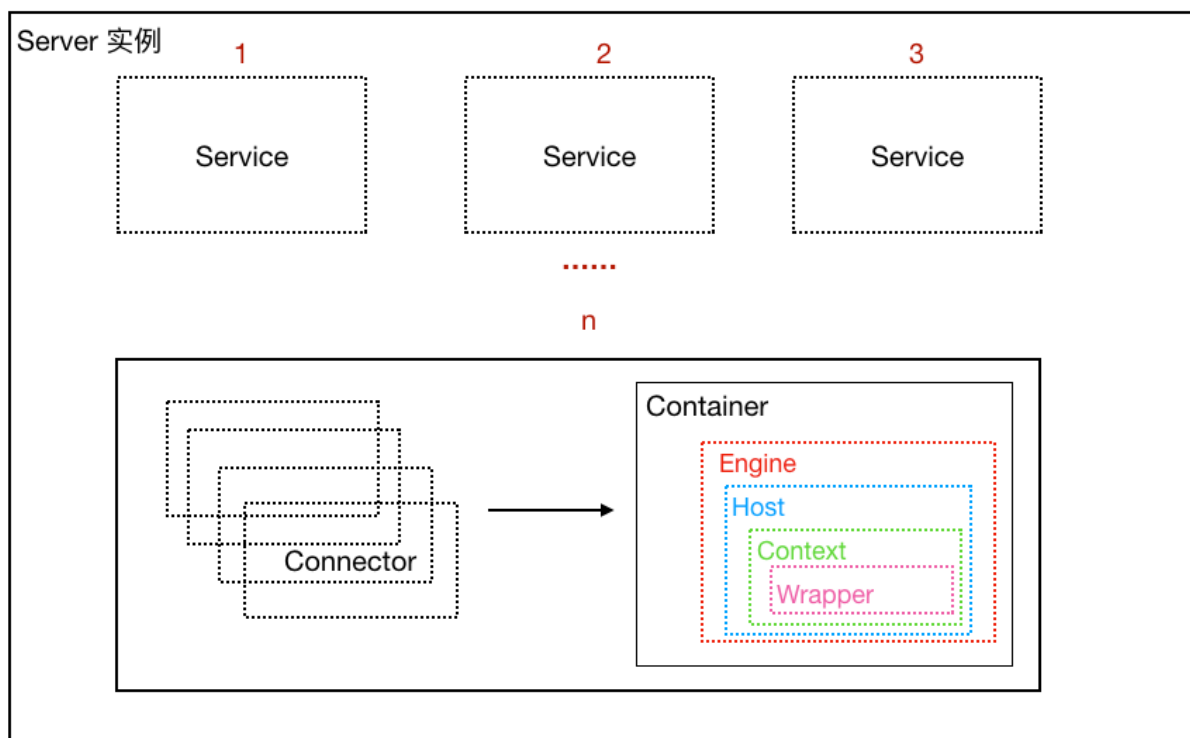 Server 实例
1
2
3
Service
Service
Service
......
n
Container
Engine
Host
Context
Connector
Wrapper